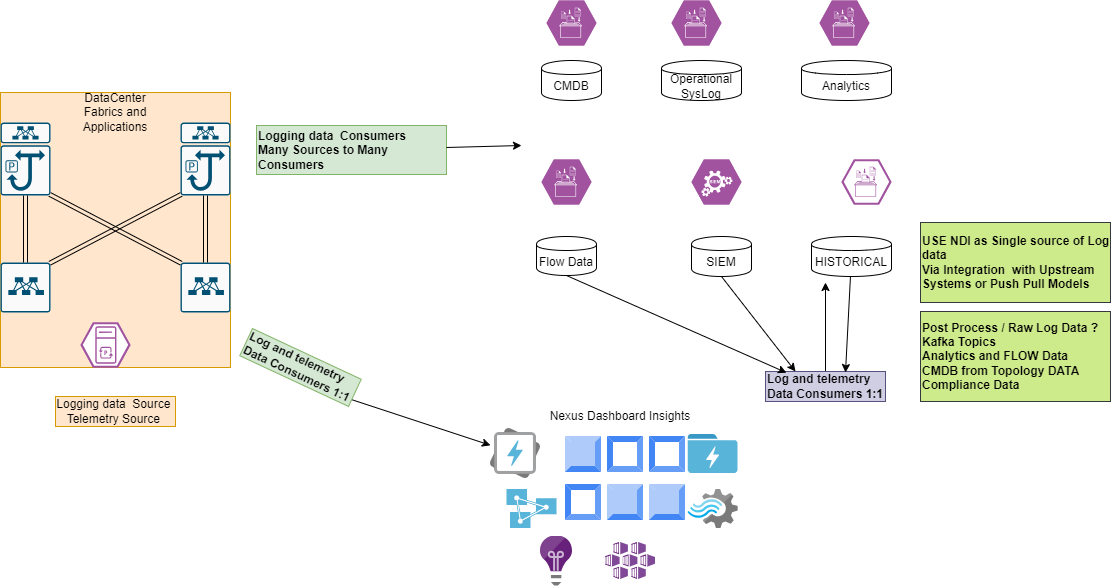 DataCenter
Fabrics and
Applications
P
P
Logging data  Source
Telemetry Source
Logging data  Consumers
Many Sources to Many
Consumers
CMDB
Operational
SysLog
Analytics
Flow Data
SIEM
HISTORICAL
USE NDI as Single source of Log
data
Via Integration  with Upstream
Systems or Push Pull Models
Post Process / Raw Log Data ?
Kafka Topics
Analytics and FLOW Data
CMDB from Topology DATA
Compliance Data
Log and telemetry
Data Consumers 1:1
Log and telemetry
Data Consumers 1:1
Nexus Dashboard Insights